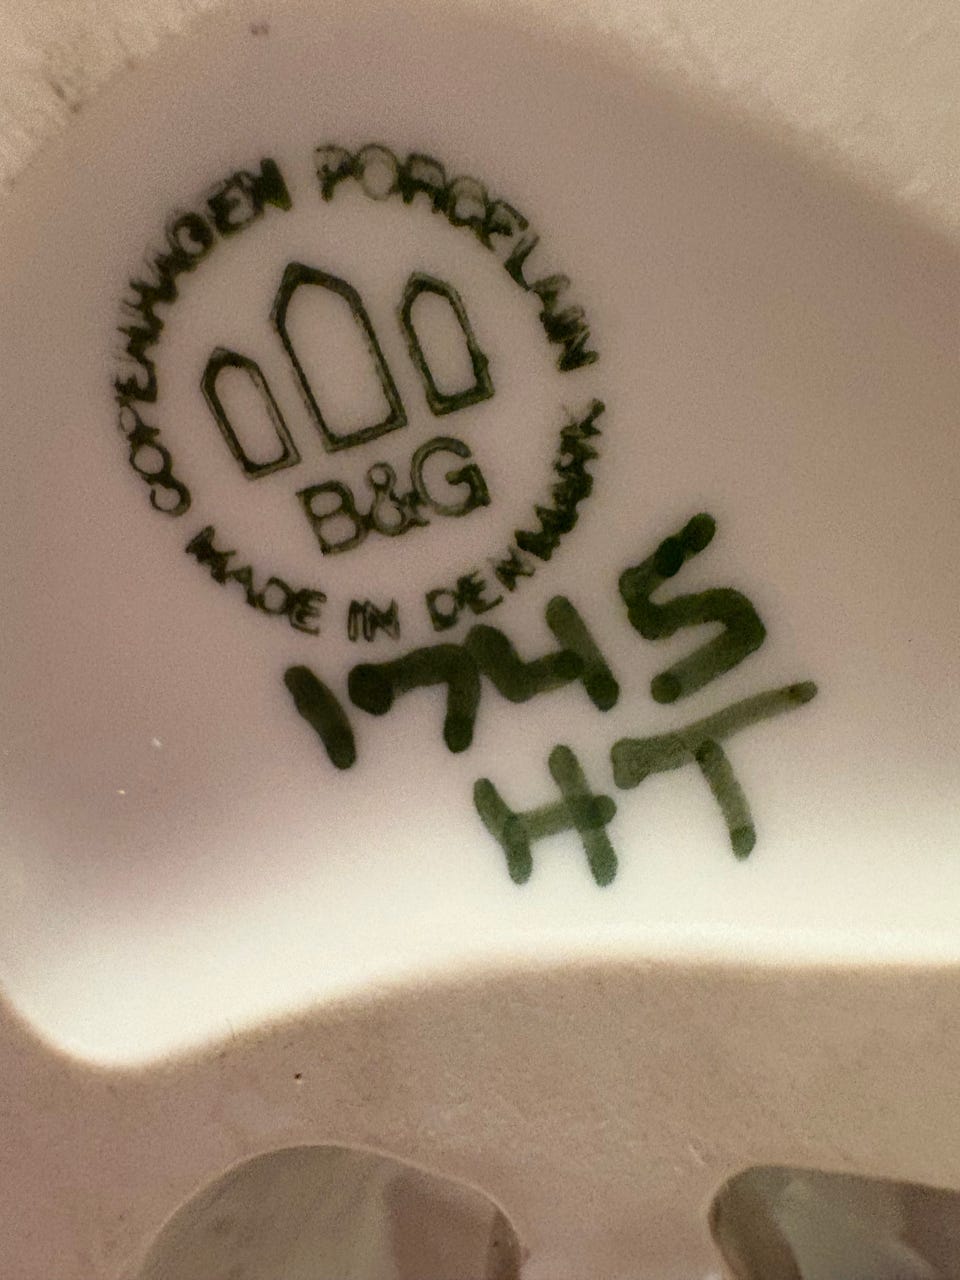 COPENHAGEN PORCELAIN
B&G
MADE IN DENMARK
1745
HT